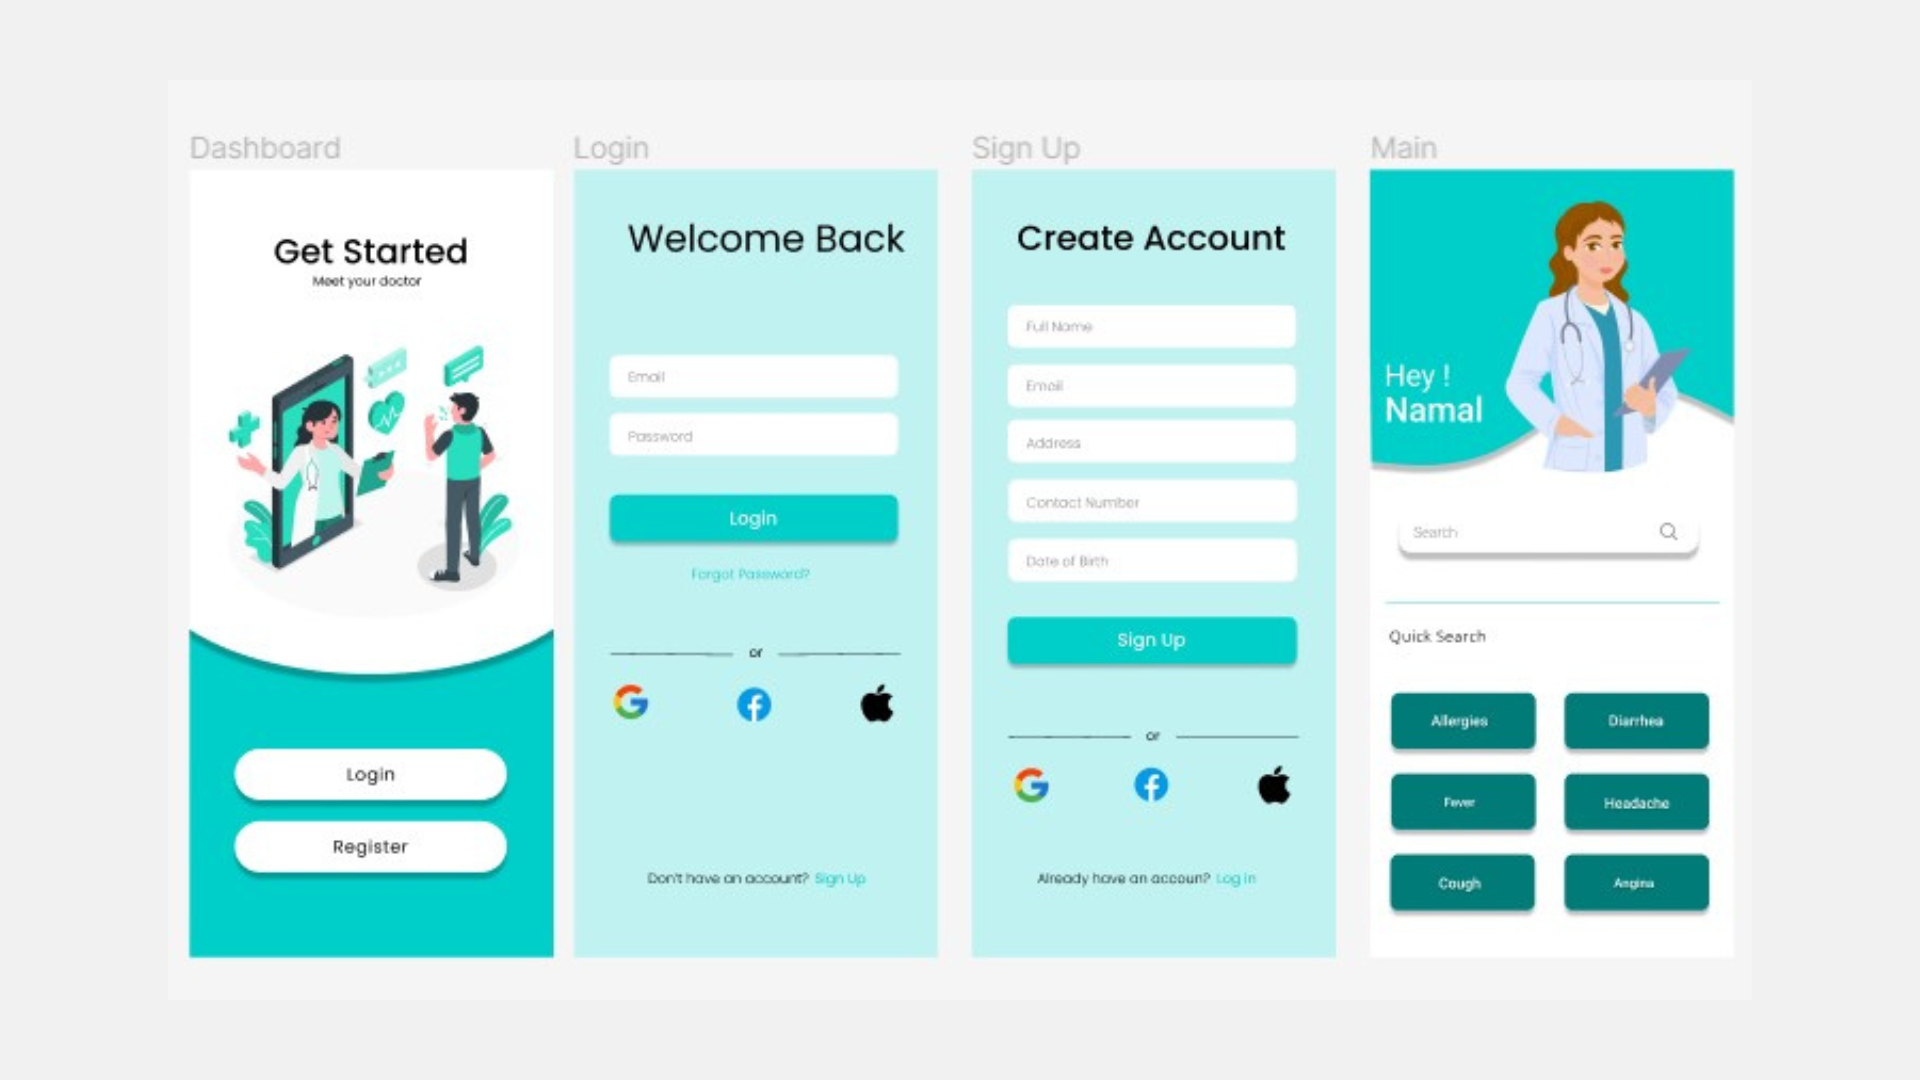 Dashboard
Get Started
Meet your doctor
Login
Register
Login
Welcome Back
Email
Password
Login
Forgot Password?
or
Don't have an account? Sign Up
Sign Up
Create Account
Full Name
Email
Address
Contact Number
Date of Birth
Sign Up
or
Already have an accoun? Log in
Main
Hey !
Namal
Search
Quick Search
Allergies
Diarrhea
Fever
Headache
Cough
Angina